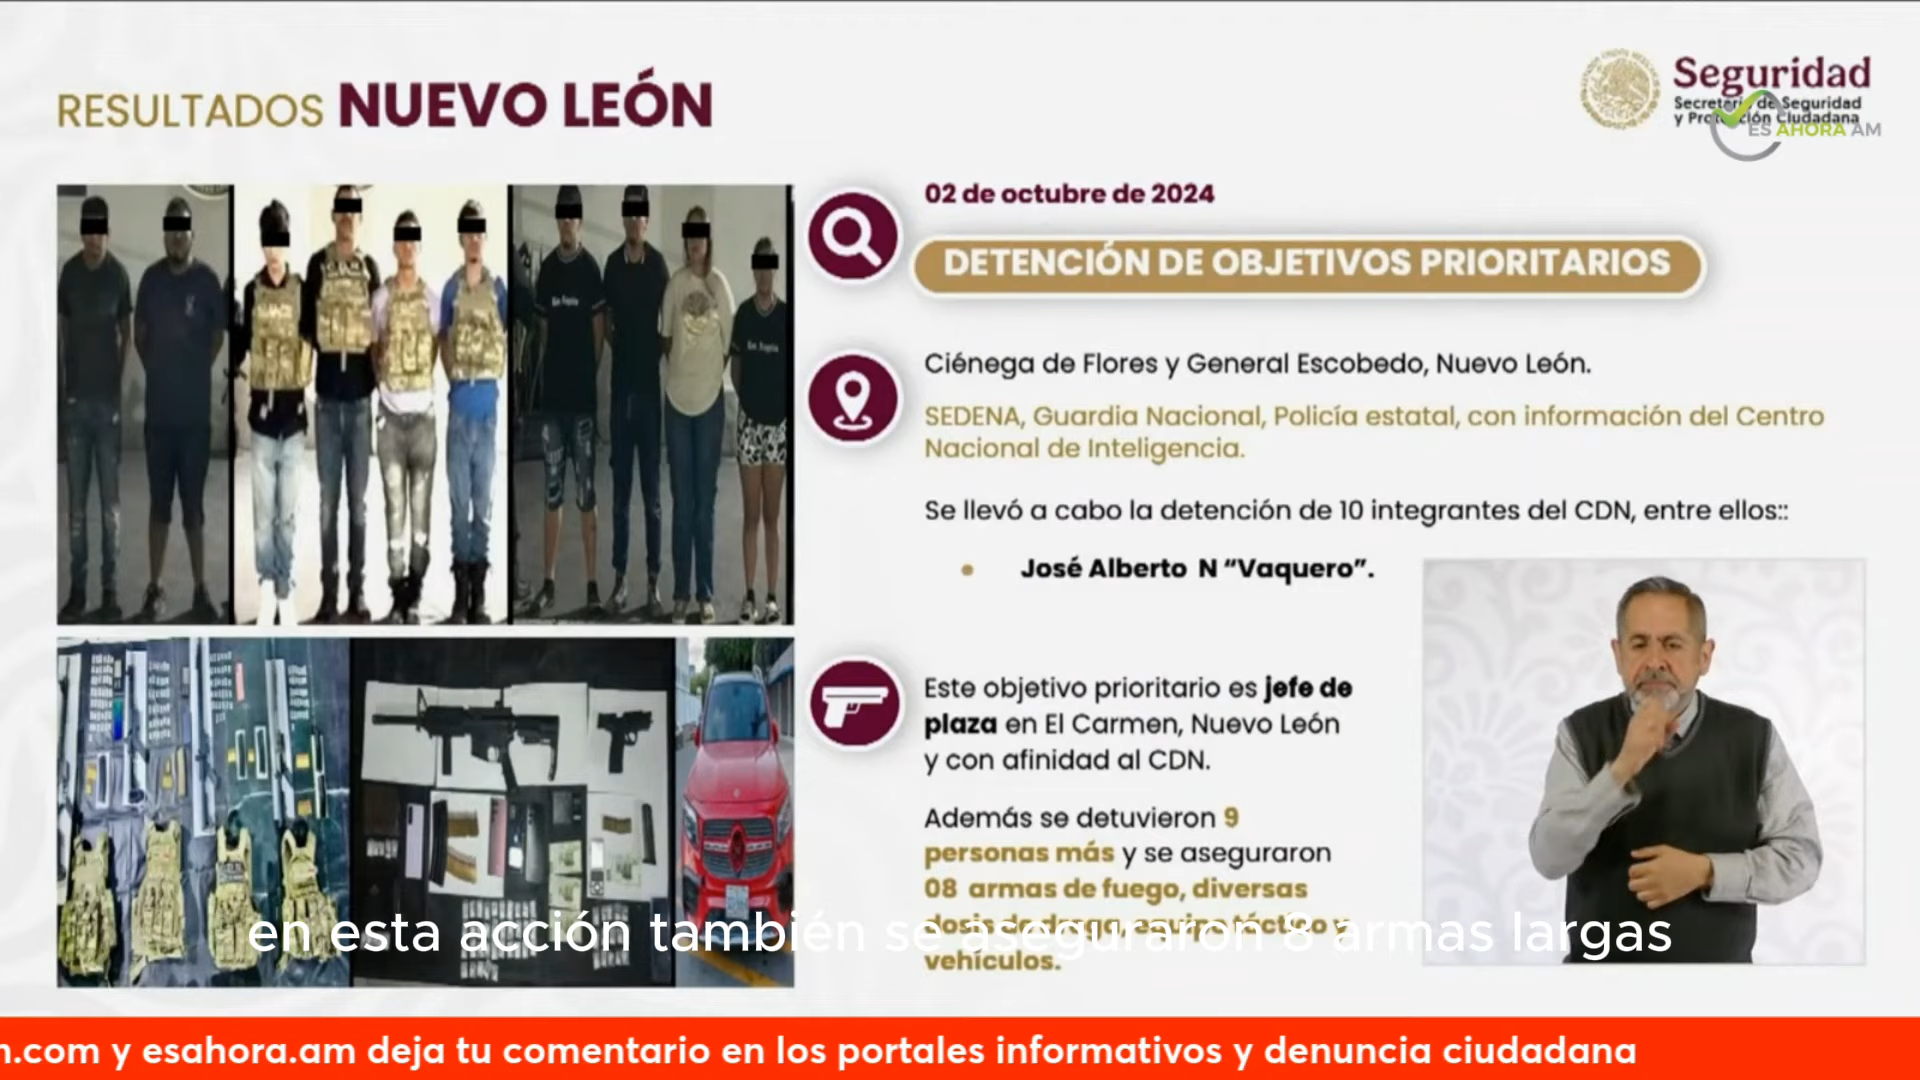 RESULTADOS NUEVO LEÓN
Seguridad
Secretaría de Seguridad
y Protección Ciudadana
ES AHORA AM
02 de octubre de 2024
DETENCIÓN DE OBJETIVOS PRIORITARIOS
Ciénega de Flores y General Escobedo, Nuevo León.
SEDENA, Guardia Nacional, Policía estatal, con información del Centro
Nacional de Inteligencia.
Se llevó a cabo la detención de 10 integrantes del CDN, entre ellos::
• José Alberto N “Vaquero”.
Este objetivo prioritario es jefe de
plaza en El Carmen, Nuevo León
y con afinidad al CDN.
Además se detuvieron 9
personas más y se aseguraron
08 armas de fuego, diversas
dosis de droga, equipo táctico y
vehículos.
en esta acción también se aseguraron 8 armas largas
.com y esahora.am deja tu comentario en los portales informativos y denuncia ciudadana